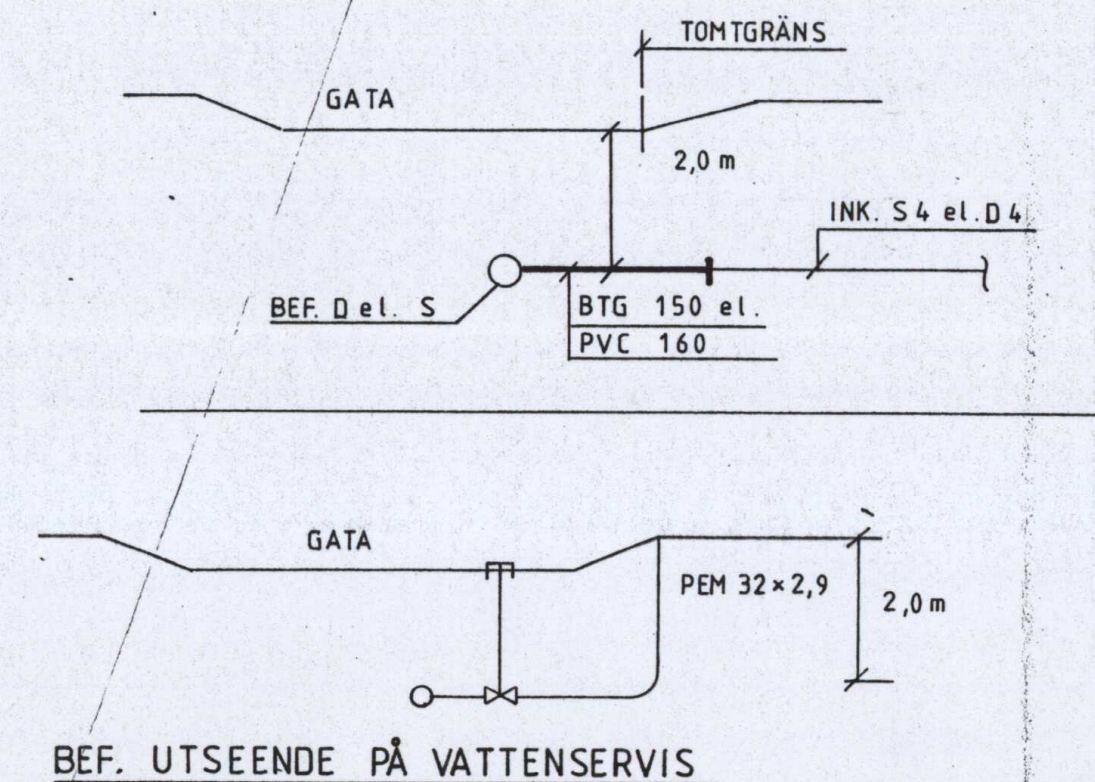 TOMTGRÄNS
GATA
2,0 m
INK. S 4 el. D 4
BEF. D el. S
BTG 150 el.
PVC 160
GATA
PEM 32×2,9
2,0 m
BEF. UTSEENDE PÅ VATTENSERVIS